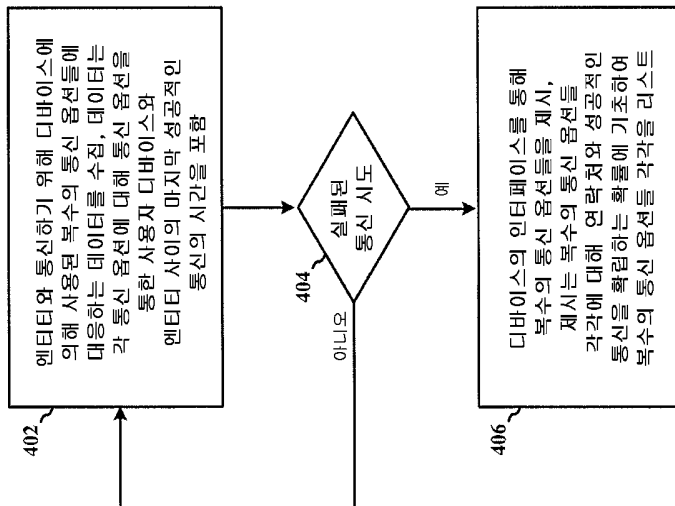 엔티티와 통신하기 위해 디바이스에
의해 사용된 복수의 통신 옵션들에
대응하는 데이터를 수집, 데이터는
각 통신 옵션에 대해 통신 옵션을
통한 사용자 디바이스와
엔티티 사이의 마지막 성공적인
통신의 시간을 포함
402
실패된
통신 시도
404
아니오
예
디바이스의 인터페이스를 통해
복수의 통신 옵션들을 제시,
제시는 복수의 통신 옵션들
각각에 대해 연락처와 성공적인
통신을 확립하는 확률에 기초하여
복수의 통신 옵션들 각각을 리스트
406